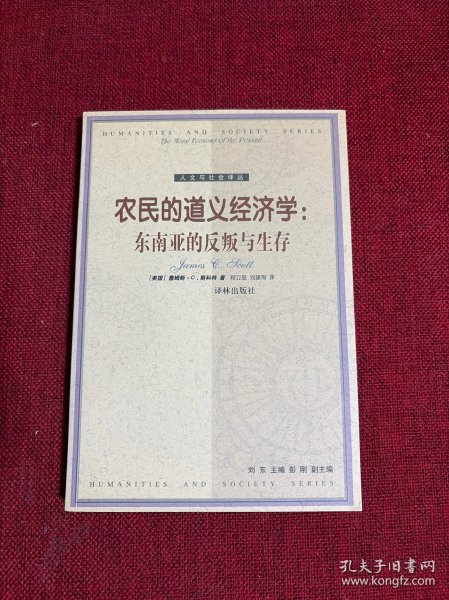 HUMANITIES AND SOCIETY SERIES
The Moral Economy of the Peasant
人文与社会译丛
农民的道义经济学:
东南亚的反叛与生存
James C. Scott
[美国] 詹姆斯·C.斯科特 著 程立显 刘建等 译
译林出版社
刘东 主编 彭刚 副主编
HUMANITIES AND SOCIETY SERIES
孔夫子旧书网
www.kongfz.com